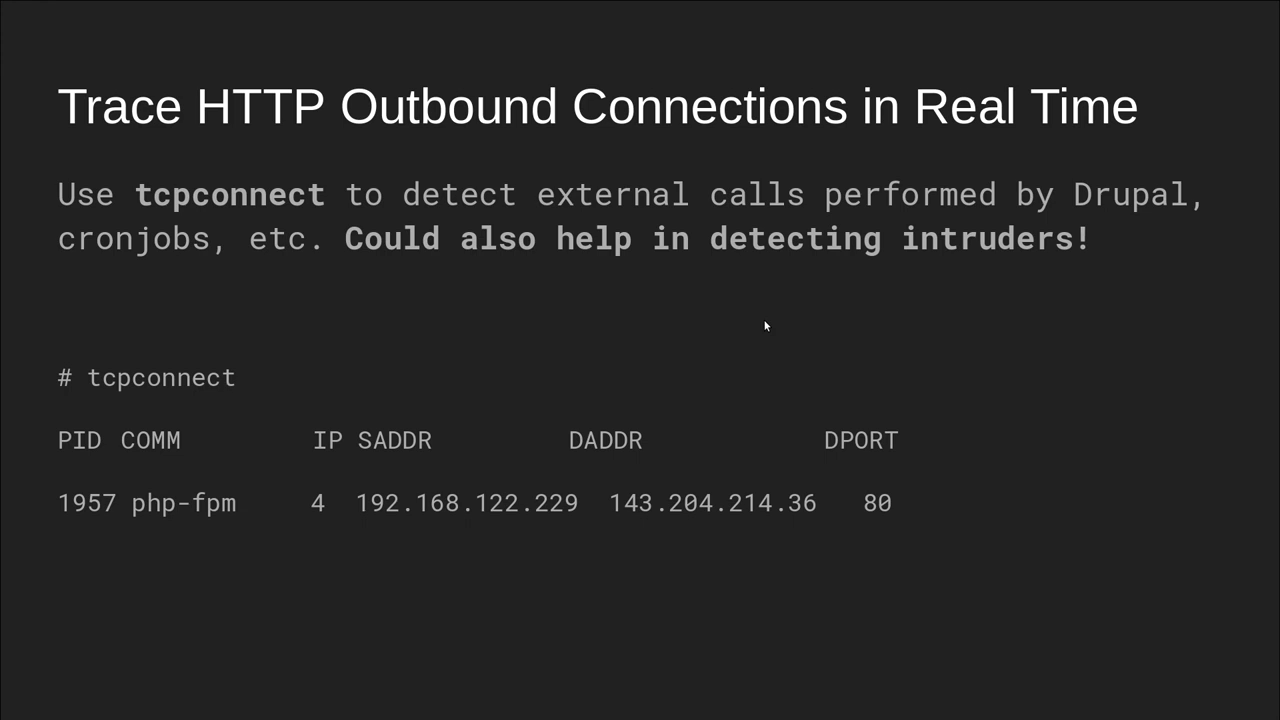 Trace HTTP Outbound Connections in Real Time
Use tcpconnect to detect external calls performed by Drupal,
cronjobs, etc. Could also help in detecting intruders!
# tcpconnect
PID COMM IP SADDR DADDR DPORT
1957 php-fpm 4 192.168.122.229 143.204.214.36 80